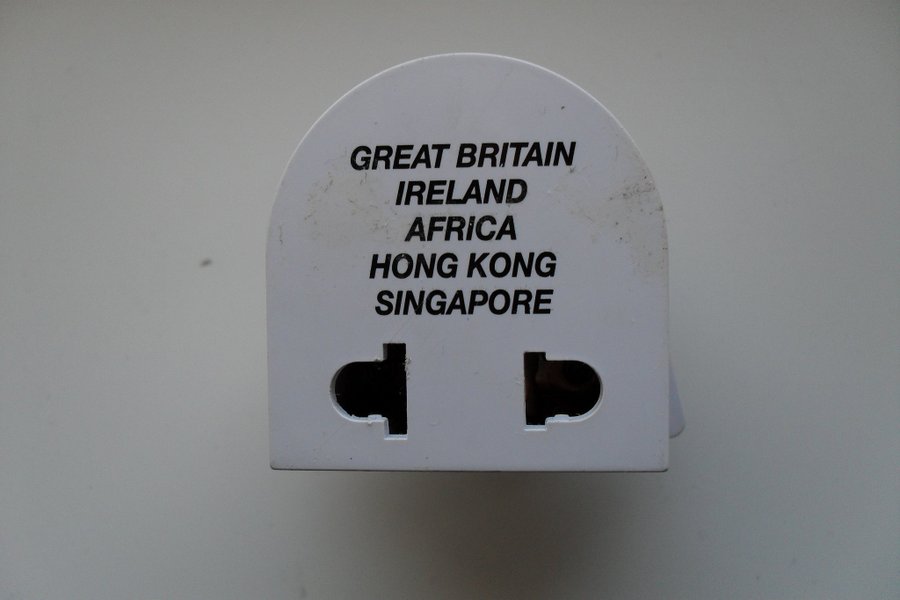 GREAT BRITAIN
IRELAND
AFRICA
HONG KONG
SINGAPORE